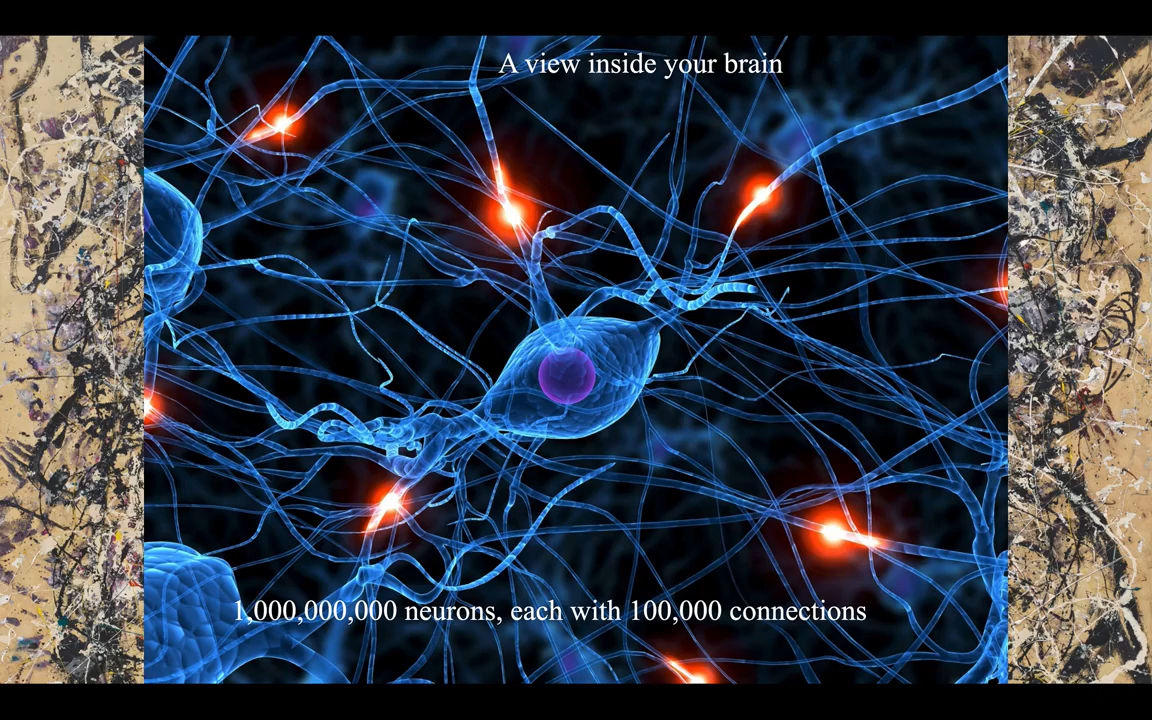 A view inside your brain
1,000,000,000 neurons, each with 100,000 connections